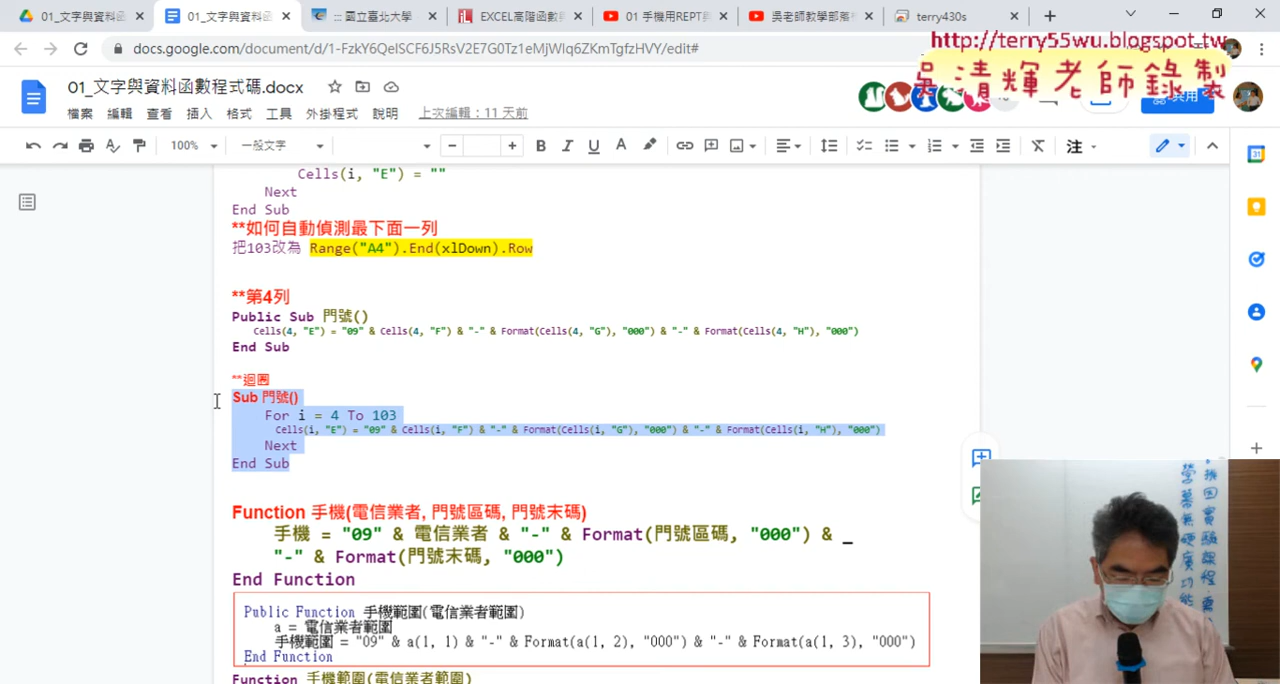 01_文字與資料函
01_文字與資料函
::: 國立臺北大學
EXCEL高階函數
01 手機用REPT
吳老師教學部落
terry430s
docs.google.com/document/d/1-FzkY6QeISCF6J5RsV2E7G0Tz1eMjWIq6ZKmTgfzHVY/edit#
http://terry55wu.blogspot.tw
吳清輝老師錄製
01_文字與資料函數程式碼.docx
共用
檔案 編輯 查看 插入 格式 工具 外掛程式 說明 上次編輯：11 天前
100% 一般文字 − + B I U A 注
Cells(i, "E") = ""
Next
End Sub
**如何自動偵測最下面一列
把103改為 Range("A4").End(xlDown).Row
**第4列
Public Sub 門號()
Cells(4, "E") = "09" & Cells(4, "F") & "-" & Format(Cells(4, "G"), "000") & "-" & Format(Cells(4, "H"), "000")
End Sub
**迴圈
Sub 門號()
For i = 4 To 103
Cells(i, "E") = "09" & Cells(i, "F") & "-" & Format(Cells(i, "G"), "000") & "-" & Format(Cells(i, "H"), "000")
Next
End Sub
Function 手機(電信業者, 門號區碼, 門號末碼)
手機 = "09" & 電信業者 & "-" & Format(門號區碼, "000") & _
"-" & Format(門號末碼, "000")
End Function
Public Function 手機範圍(電信業者範圍)
a = 電信業者範圍
手機範圍 = "09" & a(1, 1) & "-" & Format(a(1, 2), "000") & "-" & Format(a(1, 3), "000")
End Function
Function 手機範圍(電信業者範圍)
31